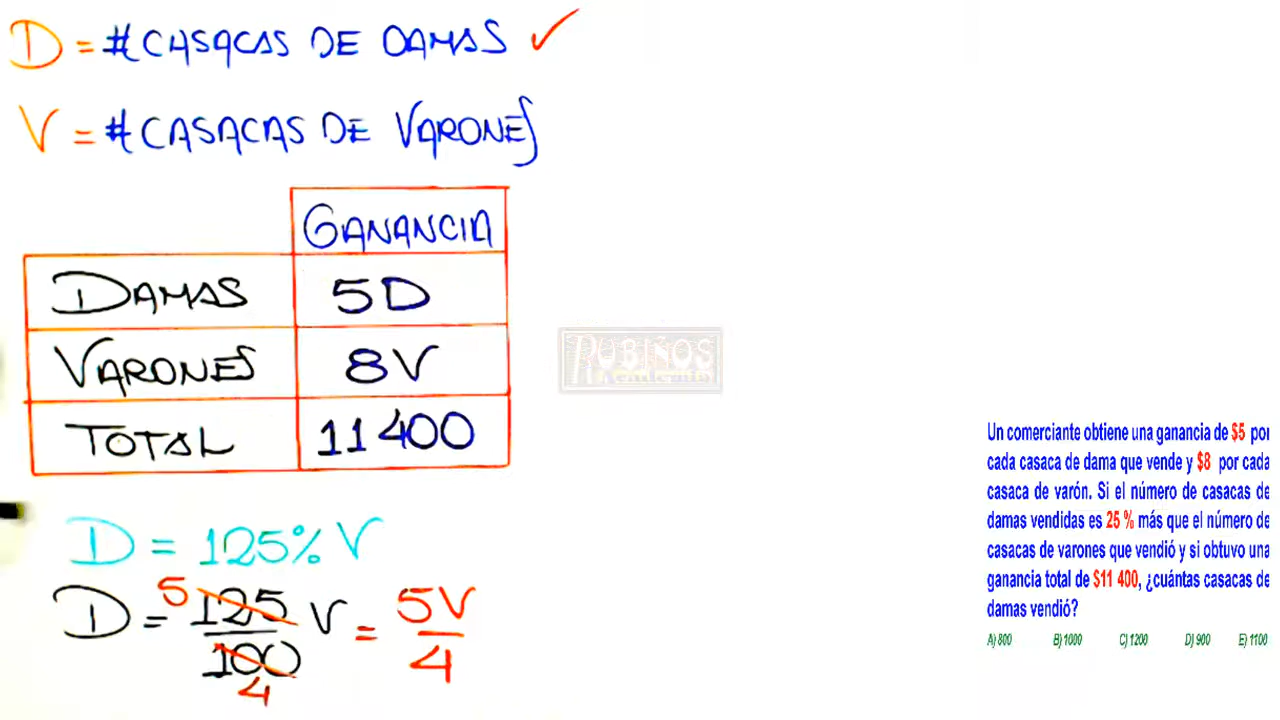 D = # CASACAS DE DAMAS ✓
V = # CASACAS DE VARONES
GANANCIA
DAMAS 5D
VARONES 8V
TOTAL 11400
D = 125% V
D = 5 125/100 4 V = 5V/4
RUBIÑOS
Un comerciante obtiene una ganancia de $5 por
cada casaca de dama que vende y $8 por cada
casaca de varón. Si el número de casacas de
damas vendidas es 25 % más que el número de
casacas de varones que vendió y si obtuvo una
ganancia total de $11 400, ¿cuántas casacas de
damas vendió?
A) 800 B) 1000 C) 1200 D) 900 E) 1100